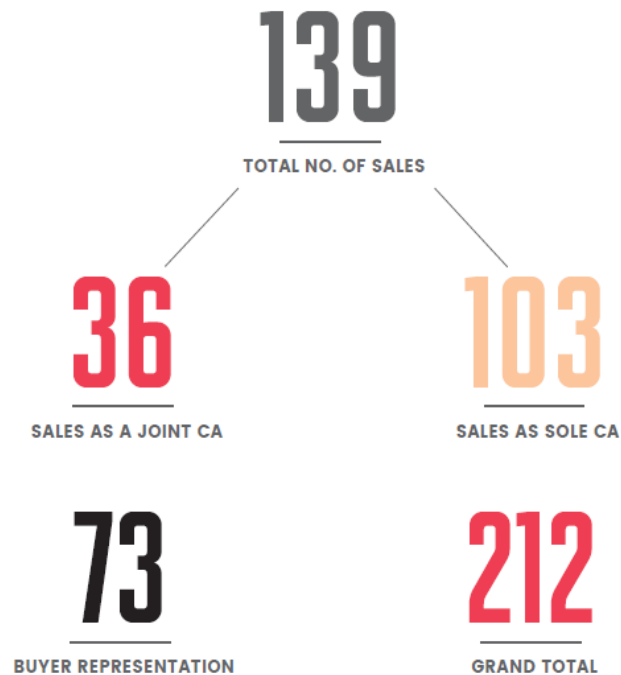 139
TOTAL NO. OF SALES
36
103
SALES AS A JOINT CA
SALES AS SOLE CA
73
212
BUYER REPRESENTATION
GRAND TOTAL